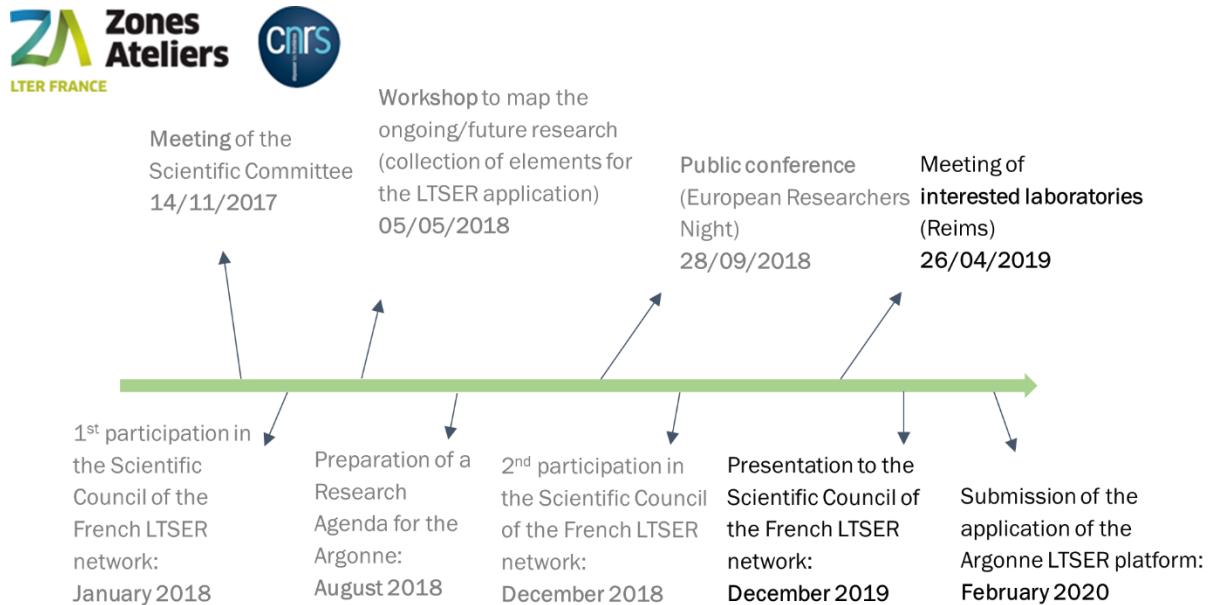 Zones
Ateliers
LTER FRANCE
cnrs
Meeting of the
Scientific Committee
14/11/2017
Workshop to map the
ongoing/future research
(collection of elements for
the LTSER application)
05/05/2018
Public conference
(European Researchers
Night)
28/09/2018
Meeting of
interested laboratories
(Reims)
26/04/2019
1st participation in
the Scientific
Council of the
French LTSER
network:
January 2018
Preparation of a
Research
Agenda for the
Argonne:
August 2018
2nd participation in
the Scientific Council
of the French LTSER
network:
December 2018
Presentation to the
Scientific Council of
the French LTSER
network:
December 2019
Submission of the
application of the
Argonne LTSER platform:
February 2020